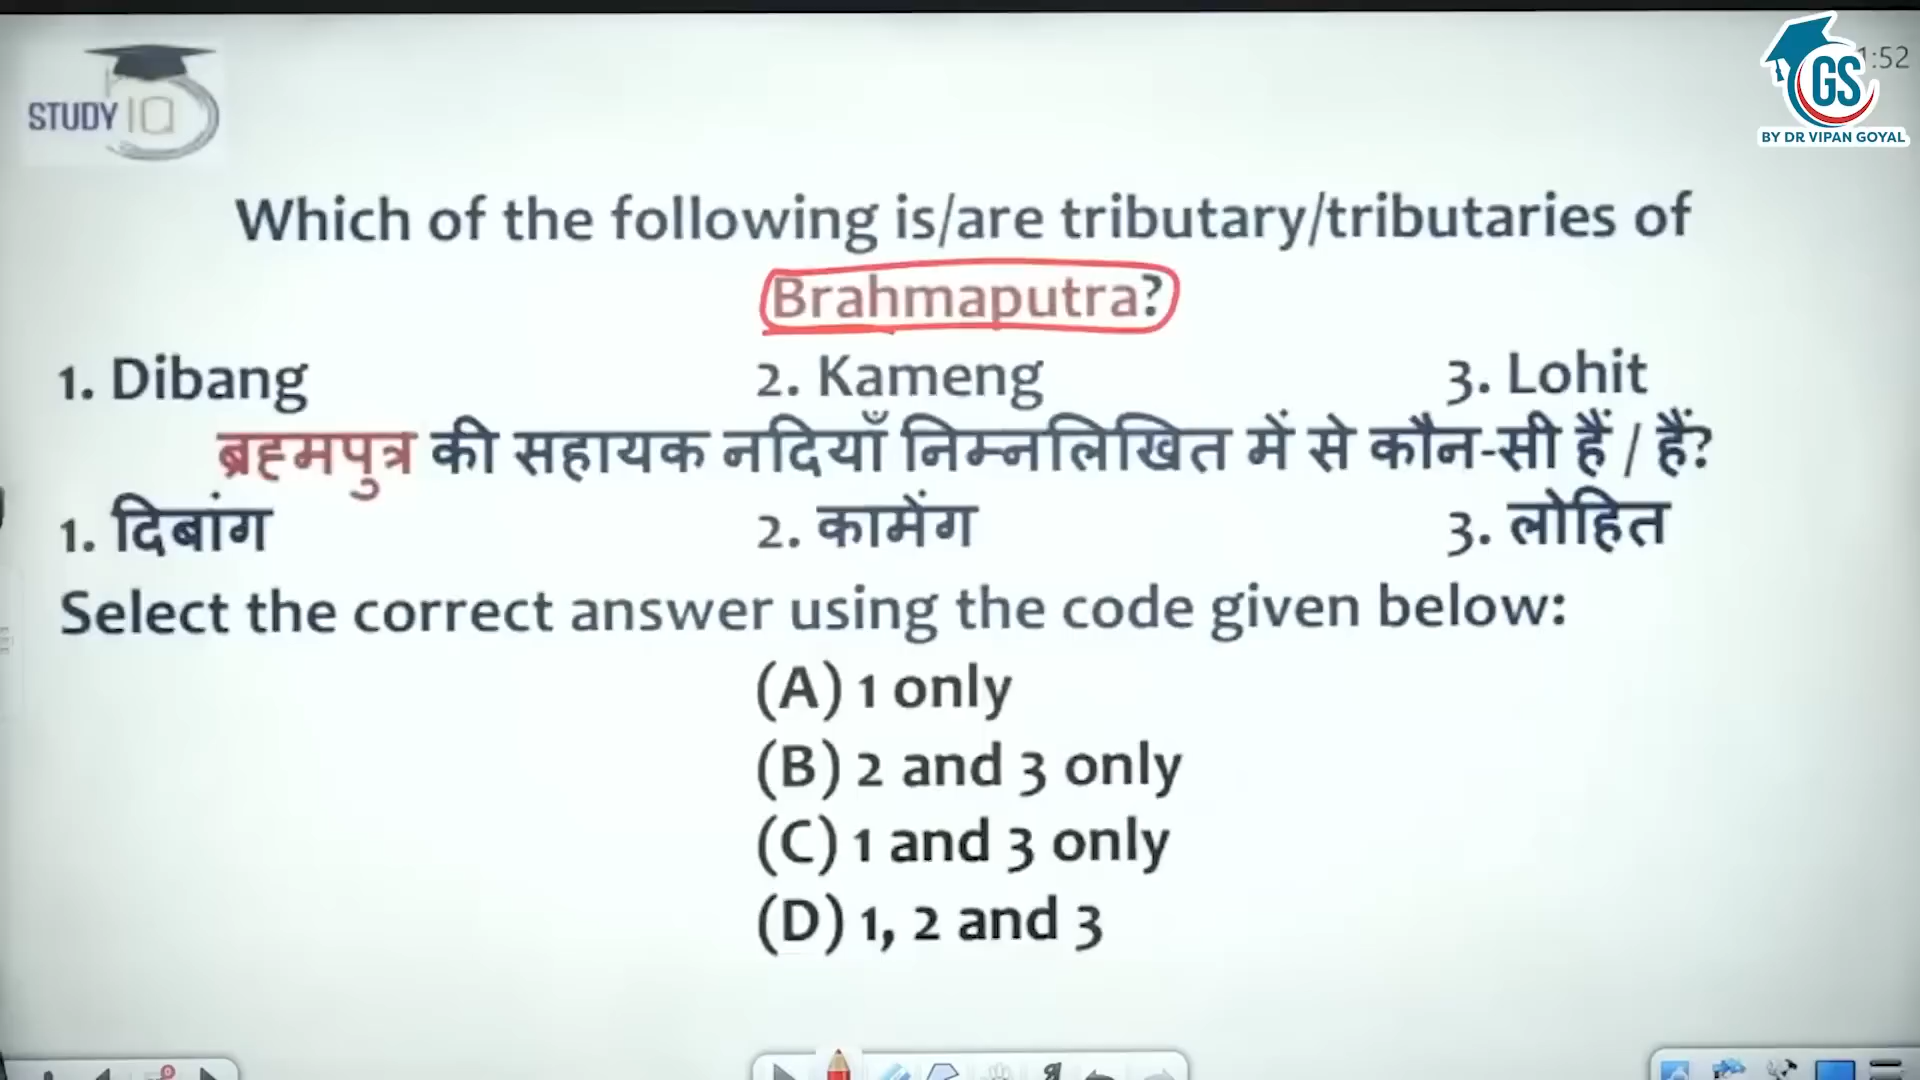 STUDY IQ
GS
1:52
BY DR VIPAN GOYAL
Which of the following is/are tributary/tributaries of
Brahmaputra?
1. Dibang 2. Kameng 3. Lohit
ब्रह्मपुत्र की सहायक नदियाँ निम्नलिखित में से कौन-सी हैं / हैं?
1. दिबांग 2. कामेंग 3. लोहित
Select the correct answer using the code given below:
(A) 1 only
(B) 2 and 3 only
(C) 1 and 3 only
(D) 1, 2 and 3